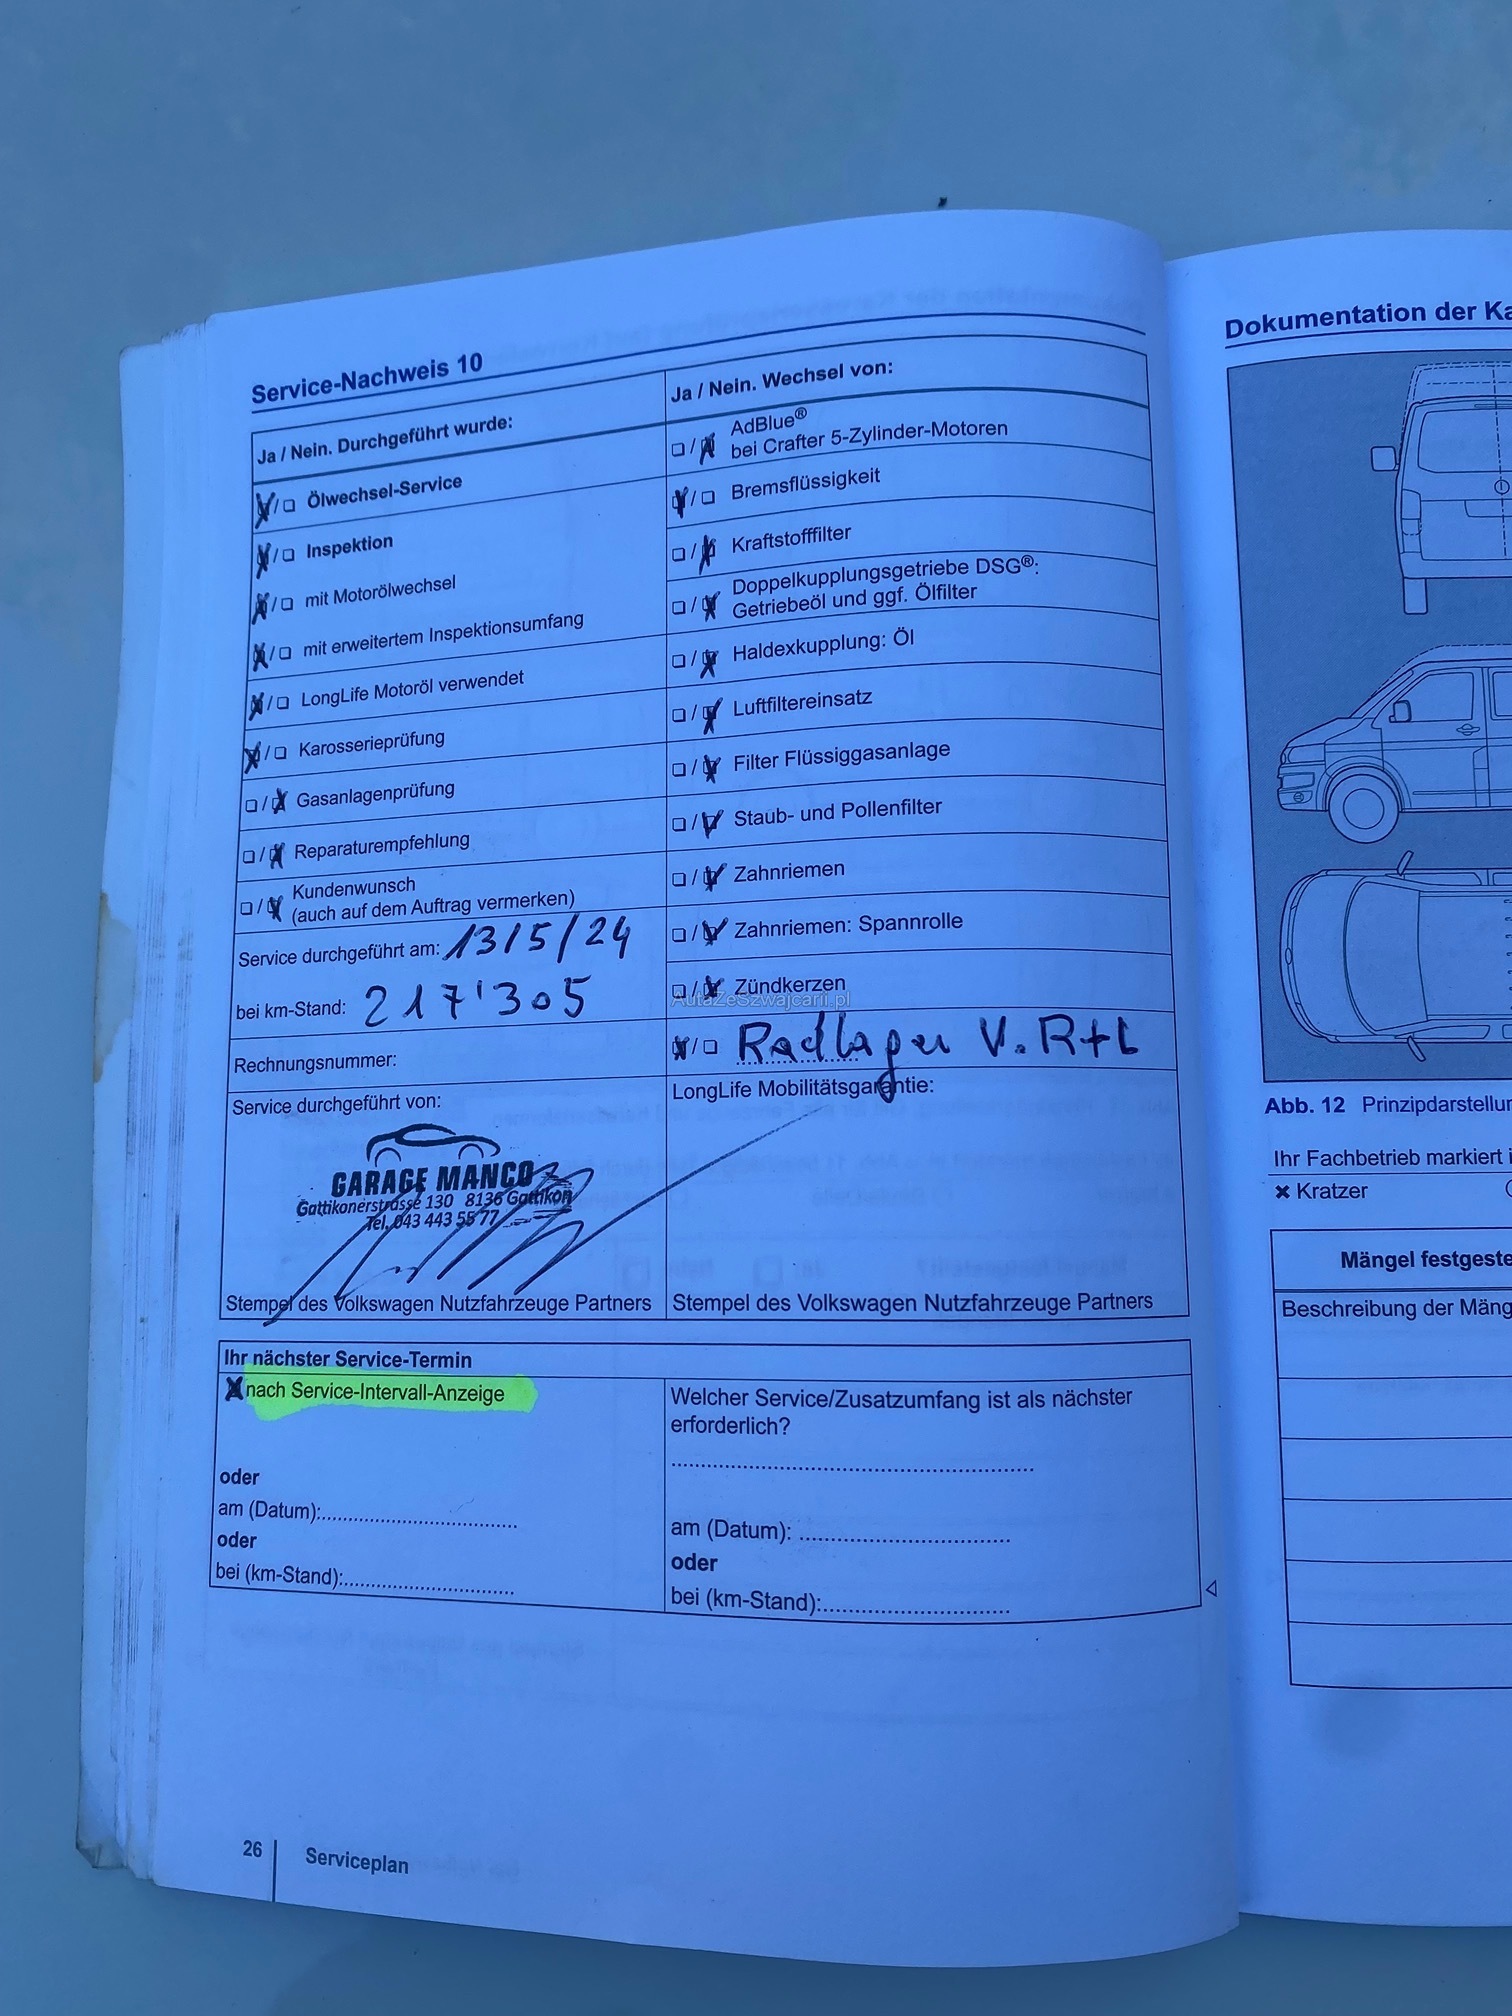 Service-Nachweis 10
Ja / Nein. Durchgeführt wurde:
Ölwechsel-Service
Inspektion
mit Motorölwechsel
mit erweitertem Inspektionsumfang
LongLife Motoröl verwendet
Karosserieprüfung
Gasanlagenprüfung
Reparaturempfehlung
Kundenwunsch
(auch auf dem Auftrag vermerken)
Service durchgeführt am: 13/5/24
bei km-Stand: 217'305
Rechnungsnummer:
Service durchgeführt von:
GARAGE MANCO
Gattikonerstrasse 130 8136 Gattikon
Tel. 043 443 55 77
Stempel des Volkswagen Nutzfahrzeuge Partners
Ja / Nein. Wechsel von:
AdBlue®
bei Crafter 5-Zylinder-Motoren
Bremsflüssigkeit
Kraftstofffilter
Doppelkupplungsgetriebe DSG®:
Getriebeöl und ggf. Ölfilter
Haldexkupplung: Öl
Luftfiltereinsatz
Filter Flüssiggasanlage
Staub- und Pollenfilter
Zahnriemen
Zahnriemen: Spannrolle
Zündkerzen
AutaZeSzwajcarii.pl
Radlager V. R+L
LongLife Mobilitätsgarantie:
Stempel des Volkswagen Nutzfahrzeuge Partners
Ihr nächster Service-Termin
nach Service-Intervall-Anzeige
oder
am (Datum):
oder
bei (km-Stand):
Welcher Service/Zusatzumfang ist als nächster
erforderlich?
am (Datum):
oder
bei (km-Stand):
26
Serviceplan
Dokumentation der Ka
Abb. 12 Prinzipdarstellun
Ihr Fachbetrieb markiert i
Kratzer
Mängel festgeste
Beschreibung der Mäng